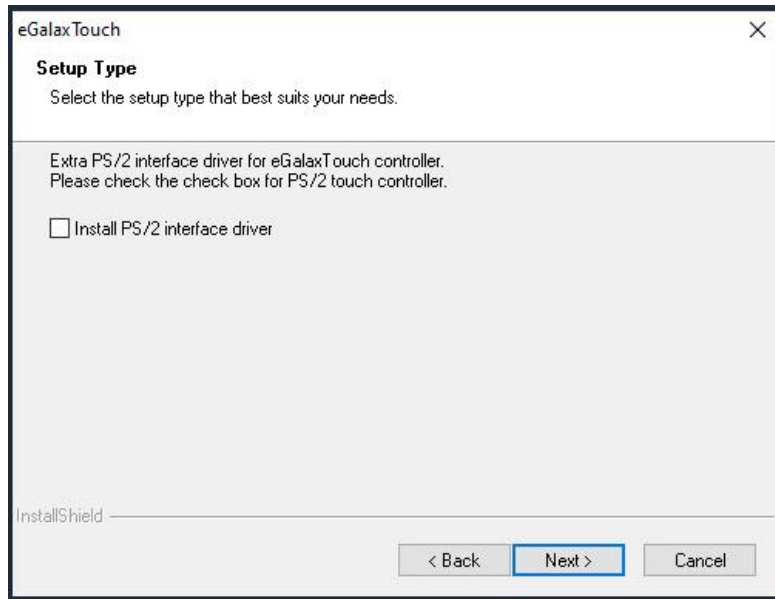 eGalaxTouch
Setup Type
Select the setup type that best suits your needs.
Extra PS/2 interface driver for eGalaxTouch controller.
Please check the check box for PS/2 touch controller.
Install PS/2 interface driver
InstallShield
< Back
Next >
Cancel